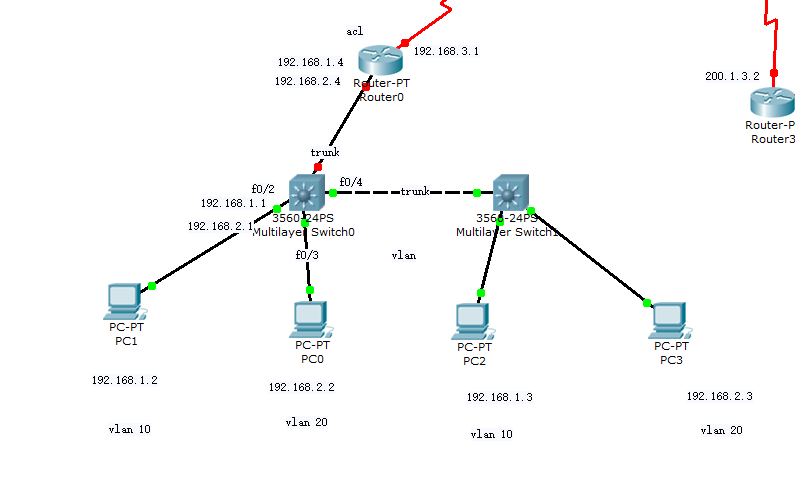 acl
192.168.3.1
192.168.1.4
192.168.2.4
Router-PT
Router0
200.1.3.2
Router-P
Router3
trunk
f0/2
f0/4
trunk
192.168.1.1
192.168.2.1
3560-24PS
Multilayer Switch0
3560-24PS
Multilayer Switch1
f0/3
vlan
PC-PT
PC1
PC-PT
PC0
PC-PT
PC2
PC-PT
PC3
192.168.1.2
192.168.2.2
192.168.1.3
192.168.2.3
vlan 10
vlan 20
vlan 10
vlan 20